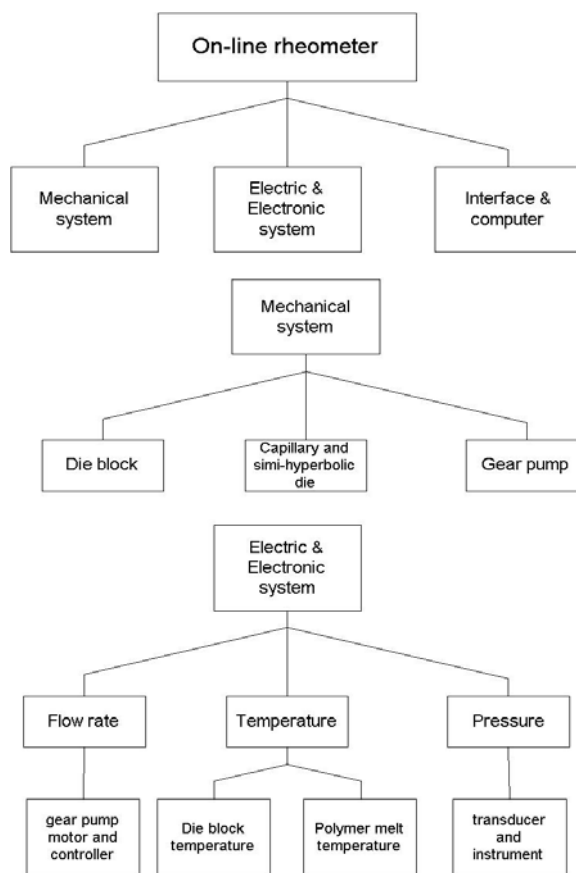 On-line rheometer
Mechanical
system
Electric &
Electronic
system
Interface &
computer
Mechanical
system
Die block
Capillary and
simi-hyperbolic
die
Gear pump
Electric &
Electronic
system
Flow rate
Temperature
Pressure
gear pump
motor and
controller
Die block
temperature
Polymer melt
temperature
transducer
and
instrument